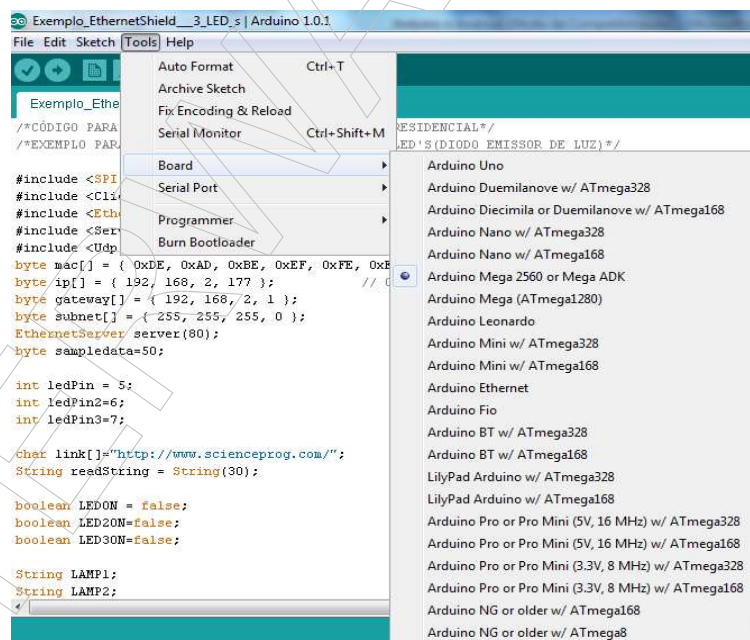 Exemplo_EthernetShield___3_LED_s | Arduino 1.0.1
File Edit Sketch Tools Help
Exemplo_Ethe
Auto Format Ctrl+T
Archive Sketch
Fix Encoding & Reload
Serial Monitor Ctrl+Shift+M
Board
Serial Port
Programmer
Burn Bootloader
/*CÓDIGO PARA RESIDENCIAL*/
/*EXEMPLO PARA LED'S(DIODO EMISSOR DE LUZ)*/
#include <SPI
#include <Cli
#include <Ethe
#include <Ser
#include <Udp
byte mac[] = { 0xDE, 0xAD, 0xBE, 0xEF, 0xFE, 0xE
byte ip[] = { 192, 168, 2, 177 }; //
byte gateway[] = { 192, 168, 2, 1 };
byte subnet[] = { 255, 255, 255, 0 };
EthernetServer server(80);
byte sampledata=50;
int ledPin = 5;
int ledPin2=6;
int ledPin3=7;
char link[]="http://www.scienceprog.com/";
String readString = String(30);
boolean LEDON = false;
boolean LED2ON=false;
boolean LED3ON=false;
String LAMP1;
String LAMP2;
Arduino Uno
Arduino Duemilanove w/ ATmega328
Arduino Diecimila or Duemilanove w/ ATmega168
Arduino Nano w/ ATmega328
Arduino Nano w/ ATmega168
Arduino Mega 2560 or Mega ADK
Arduino Mega (ATmega1280)
Arduino Leonardo
Arduino Mini w/ ATmega328
Arduino Mini w/ ATmega168
Arduino Ethernet
Arduino Fio
Arduino BT w/ ATmega328
Arduino BT w/ ATmega168
LilyPad Arduino w/ ATmega328
LilyPad Arduino w/ ATmega168
Arduino Pro or Pro Mini (5V, 16 MHz) w/ ATmega328
Arduino Pro or Pro Mini (5V, 16 MHz) w/ ATmega168
Arduino Pro or Pro Mini (3.3V, 8 MHz) w/ ATmega328
Arduino Pro or Pro Mini (3.3V, 8 MHz) w/ ATmega168
Arduino NG or older w/ ATmega168
Arduino NG or older w/ ATmega8